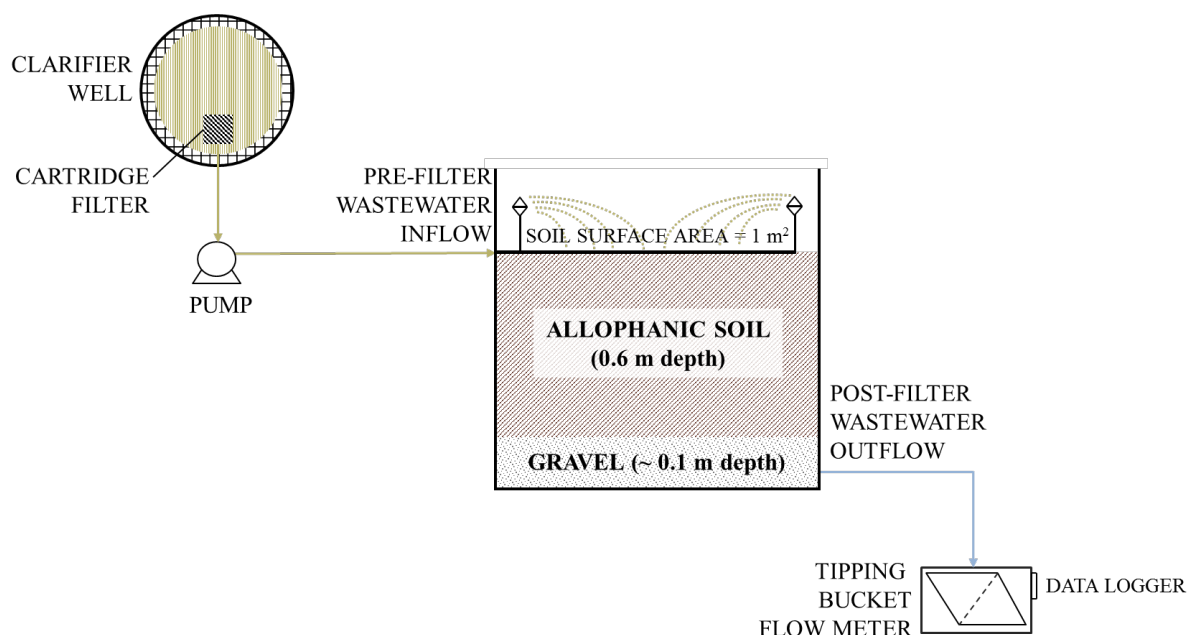 CLARIFIER
WELL
CARTRIDGE
FILTER
PUMP
PRE-FILTER
WASTEWATER
INFLOW
SOIL SURFACE AREA = 1 m²
ALLOPHANIC SOIL
(0.6 m depth)
GRAVEL (~ 0.1 m depth)
POST-FILTER
WASTEWATER
OUTFLOW
TIPPING
BUCKET
FLOW METER
DATA LOGGER